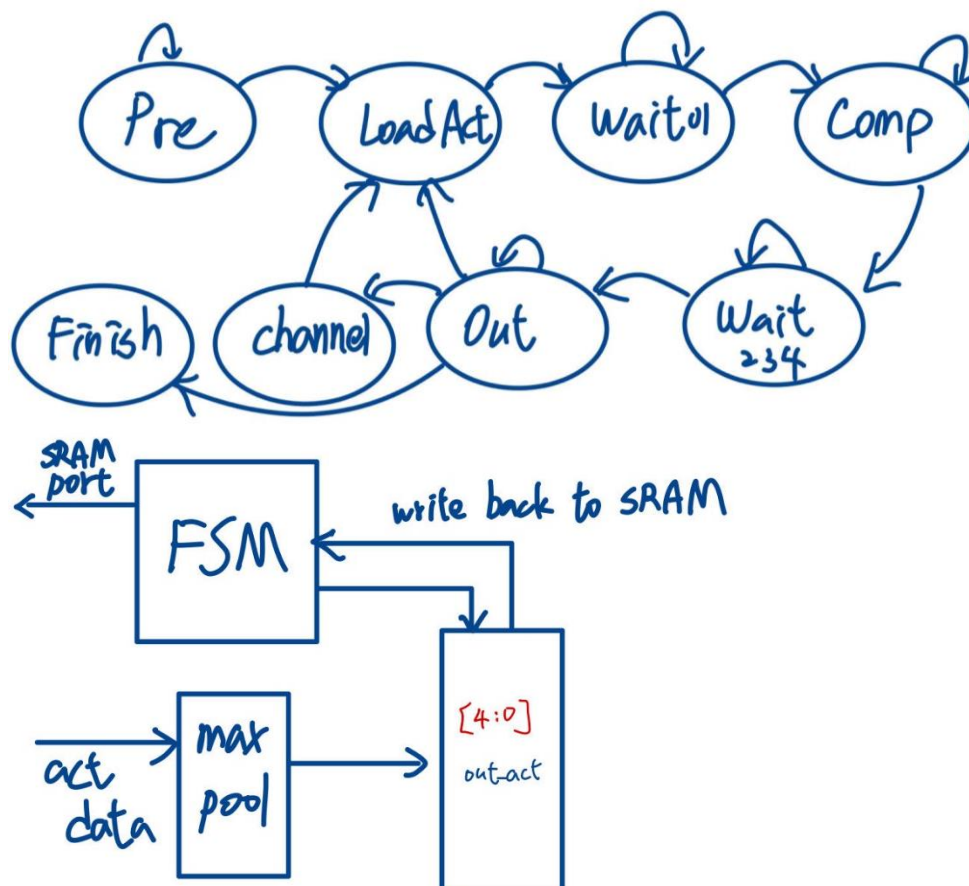 Pre
LoadAct
Wait01
Comp
Finish
channel
Out
Wait
234
SRAM
port
FSM
write back to SRAM
act
data
max
pool
[4:0]
out_act